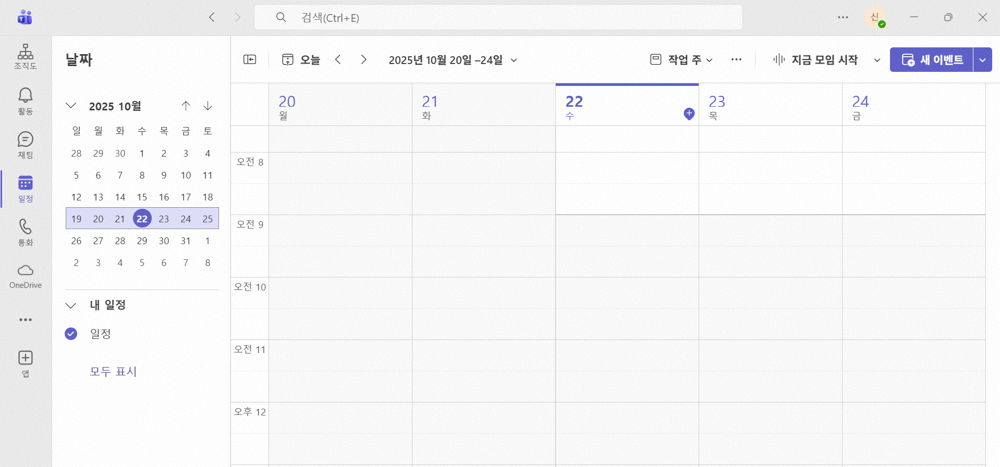 검색(Ctrl+E)
신
조직도
활동
채팅
일정
통화
OneDrive
앱
날짜
2025 10월
일 월 화 수 목 금 토
28 29 30 1 2 3 4
5 6 7 8 9 10 11
12 13 14 15 16 17 18
19 20 21 22 23 24 25
26 27 28 29 30 31 1
2 3 4 5 6 7 8
내 일정
일정
모두 표시
오늘
2025년 10월 20일 –24일
작업 주
지금 모임 시작
새 이벤트
20 21 22 23 24
월 화 수 목 금
오전 8
오전 9
오전 10
오전 11
오후 12